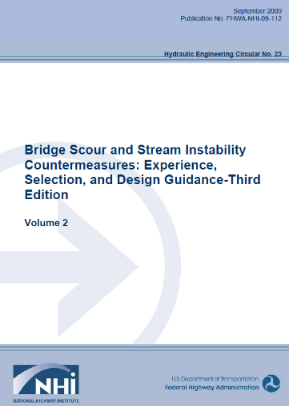 September 2009
Publication No. FHWA-NHI-09-112
Hydraulic Engineering Circular No. 23
Bridge Scour and Stream Instability
Countermeasures: Experience,
Selection, and Design Guidance-Third
Edition
Volume 2
NHI
NATIONAL HIGHWAY INSTITUTE
U.S. Department of Transportation
Federal Highway Administration